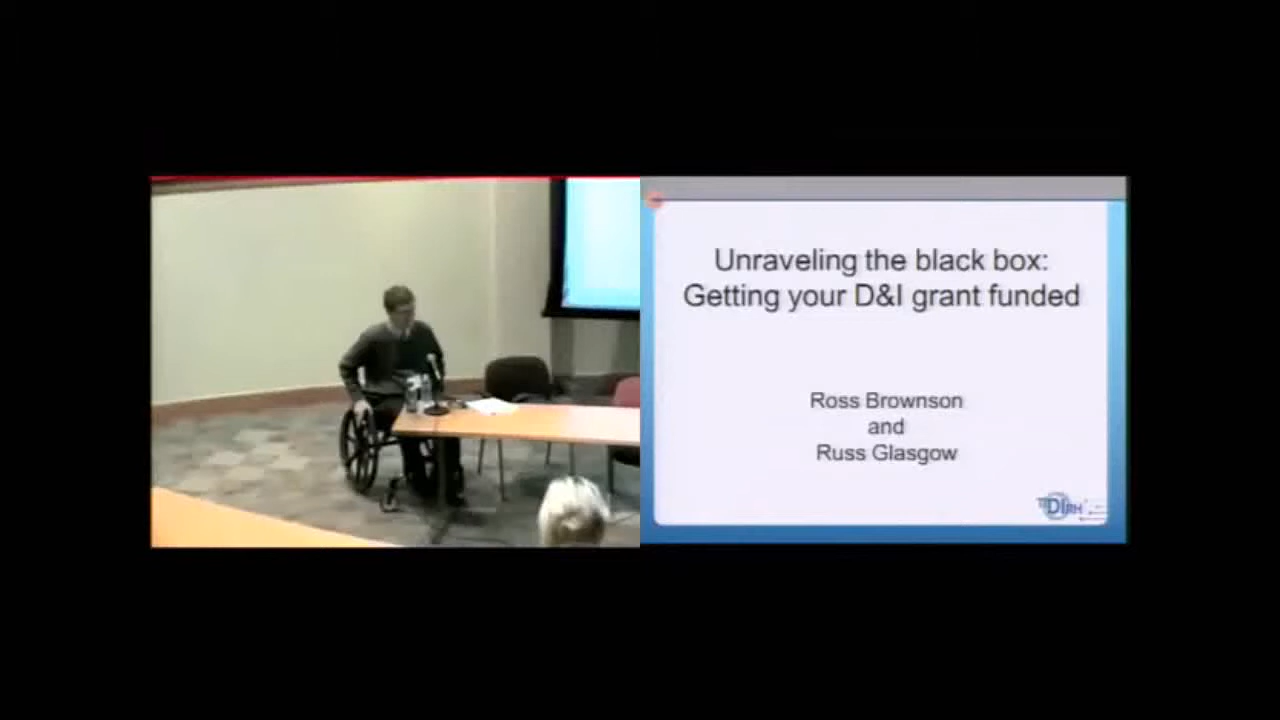 Unraveling the black box:
Getting your D&I grant funded
Ross Brownson
and
Russ Glasgow